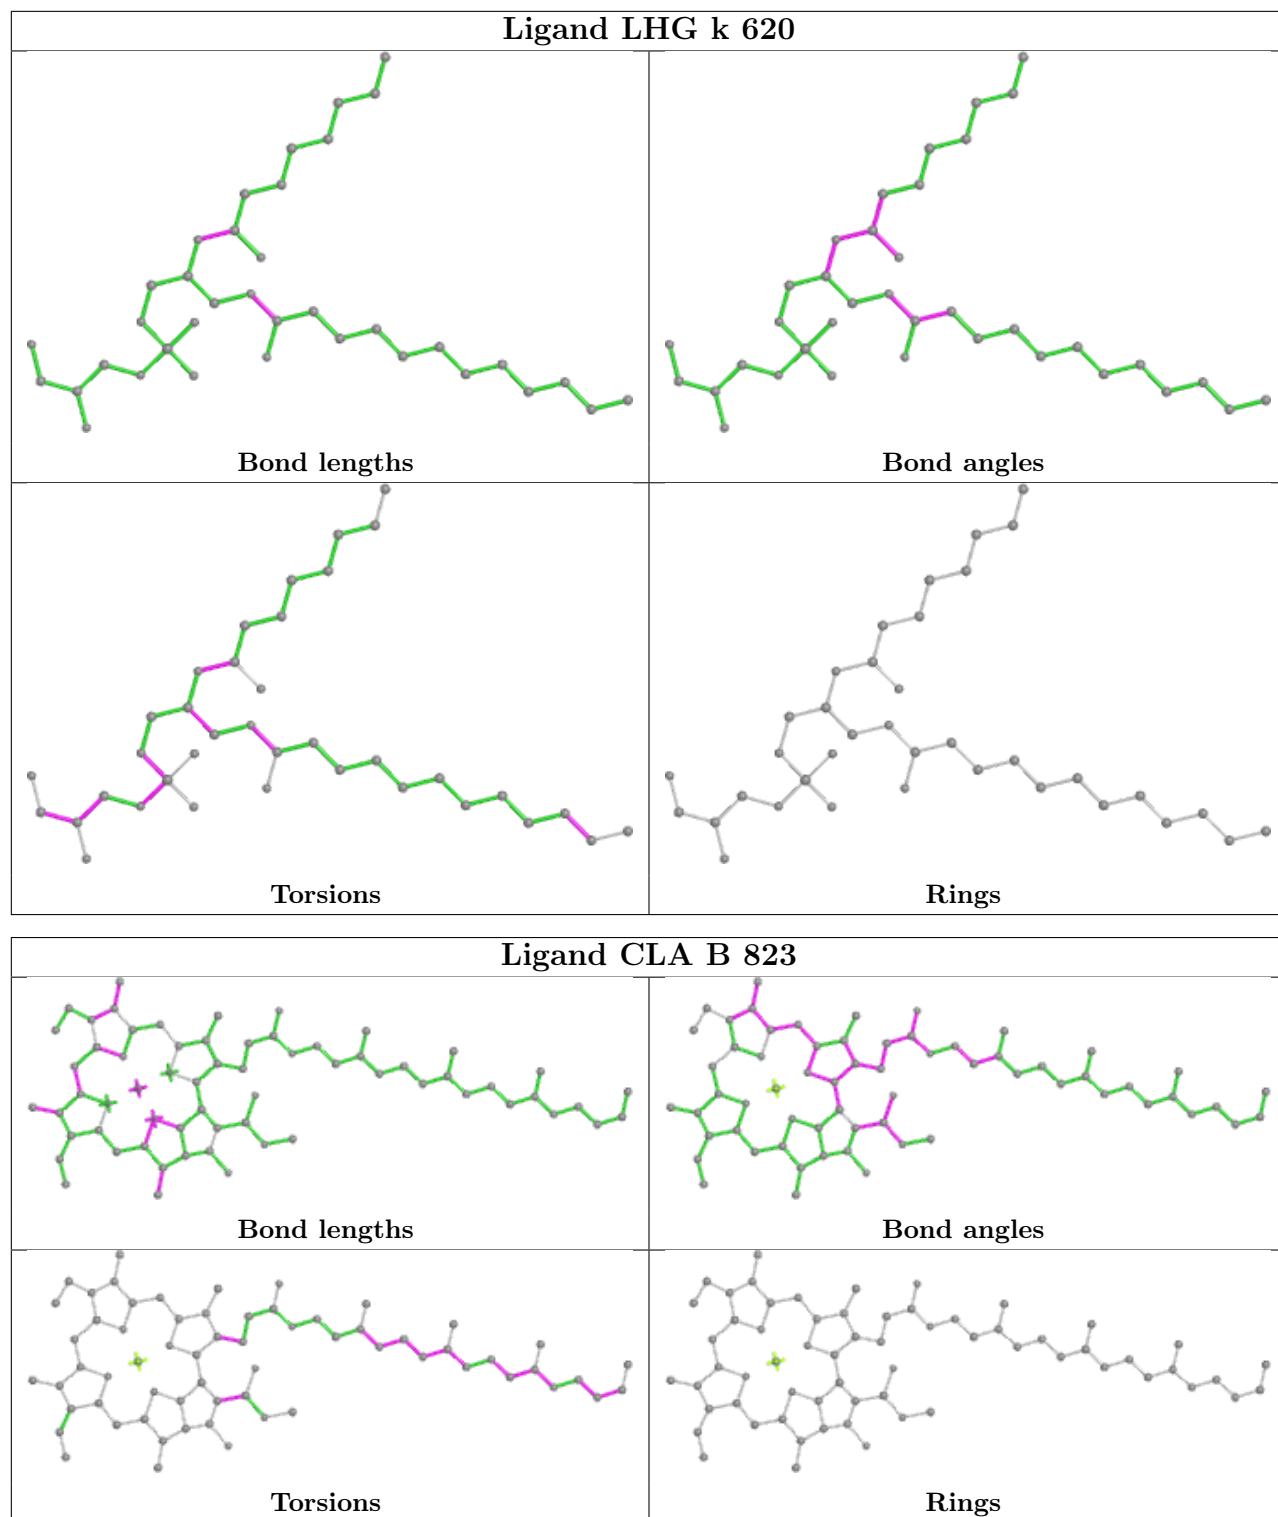 Ligand LHG k 620
Bond lengths
Bond angles
Torsions
Rings
Ligand CLA B 823
Bond lengths
Bond angles
Torsions
Rings